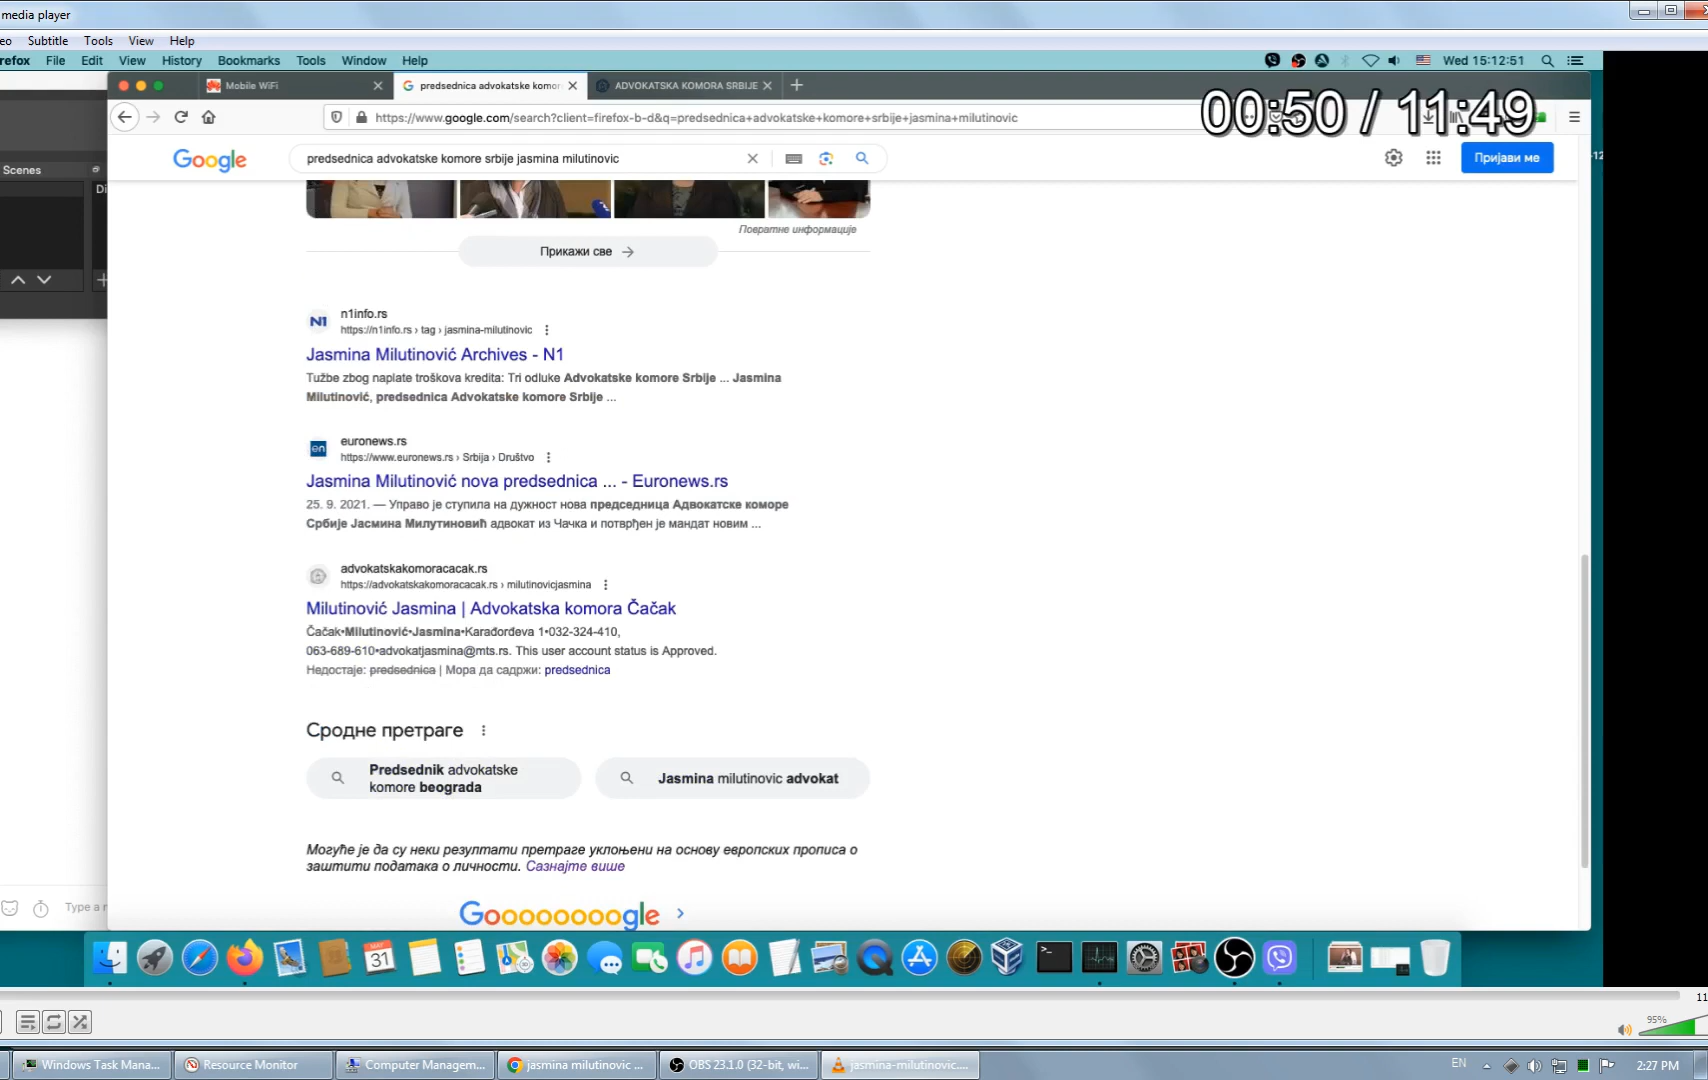 media player
eo Subtitle Tools View Help
refox File Edit View History Bookmarks Tools Window Help Wed 15:12:51
Mobile WiFi predsednica advokatske komor ADVOKATSKA KOMORA SRBIJE
https://www.google.com/search?client=firefox-b-d&q=predsednica+advokatske+komore+srbije+jasmina+milutinovic
00:50 / 11:49
Google predsednica advokatske komore srbije jasmina milutinovic Пријави ме
Scenes
Di
Повратне информације
Прикажи све
N1 n1info.rs
https://n1info.rs › tag › jasmina-milutinovic
Jasmina Milutinović Archives - N1
Tužbe zbog naplate troškova kredita: Tri odluke Advokatske komore Srbije ... Jasmina
Milutinović, predsednica Advokatske komore Srbije ...
en euronews.rs
https://www.euronews.rs › Srbija › Društvo
Jasmina Milutinović nova predsednica ... - Euronews.rs
25. 9. 2021. — Управо је ступила на дужност нова председница Адвокатске коморе
Србије Јасмина Милутиновић адвокат из Чачка и потврђен је мандат новим ...
advokatskakomoracacak.rs
https://advokatskakomoracacak.rs › milutinovicjasmina
Milutinović Jasmina | Advokatska komora Čačak
Čačak•Milutinović•Jasmina•Karađorđeva 1•032-324-410,
063-689-610•advokatjasmina@mts.rs. This user account status is Approved.
Недостаје: predsednica | Мора да садржи: predsednica
Сродне претраге
Predsednik advokatske
komore beograda
Jasmina milutinovic advokat
Могуће је да су неки резултати претраге уклоњени на основу европских прописа о
заштити података о личности. Сазнајте више
Type a
Goooooooogle
MAY
31
11
95%
Windows Task Mana... Resource Monitor Computer Managem... jasmina milutinovic ... OBS 23.1.0 (32-bit, wi... jasmina-milutinovic.... EN 2:27 PM